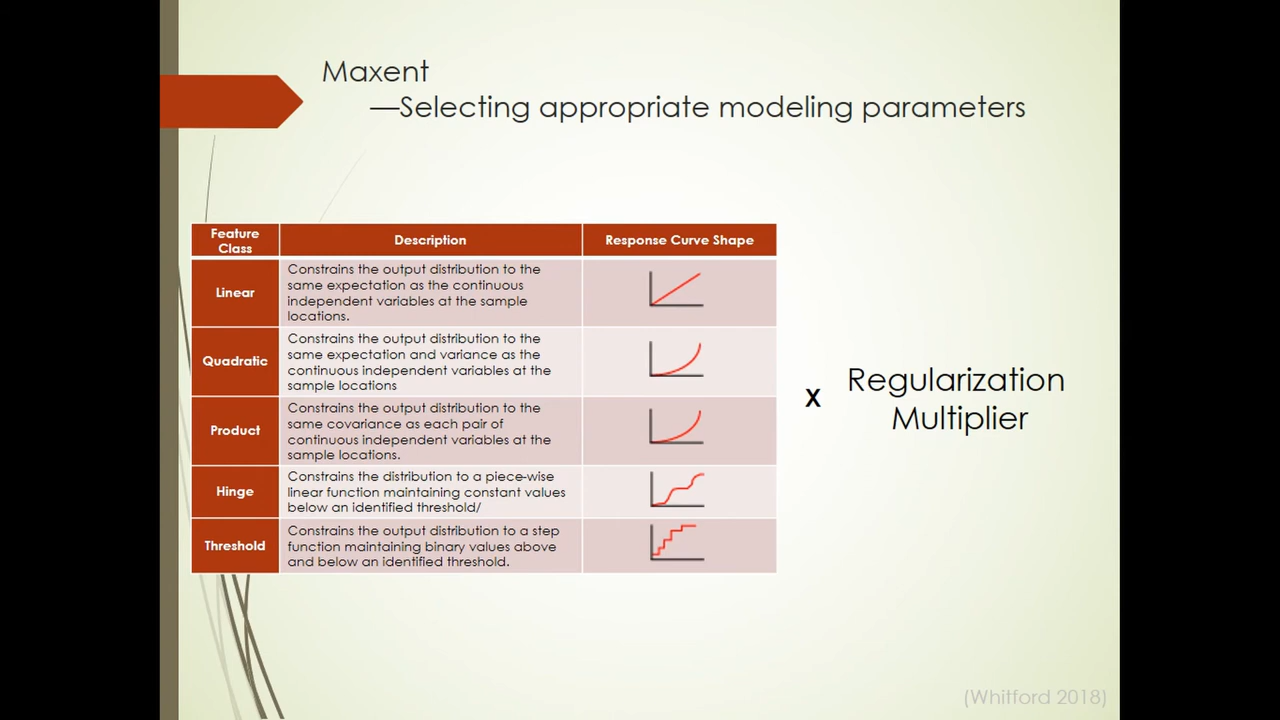 Maxent
—Selecting appropriate modeling parameters
Feature
Class
Description
Response Curve Shape
Linear
Constrains the output distribution to the
same expectation as the continuous
independent variables at the sample
locations.
Quadratic
Constrains the output distribution to the
same expectation and variance as the
continuous independent variables at the
sample locations
Product
Constrains the output distribution to the
same covariance as each pair of
continuous independent variables at the
sample locations.
Hinge
Constrains the distribution to a piece-wise
linear function maintaining constant values
below an identified threshold/
Threshold
Constrains the output distribution to a step
function maintaining binary values above
and below an identified threshold.
x
Regularization
Multiplier
(Whitford 2018)